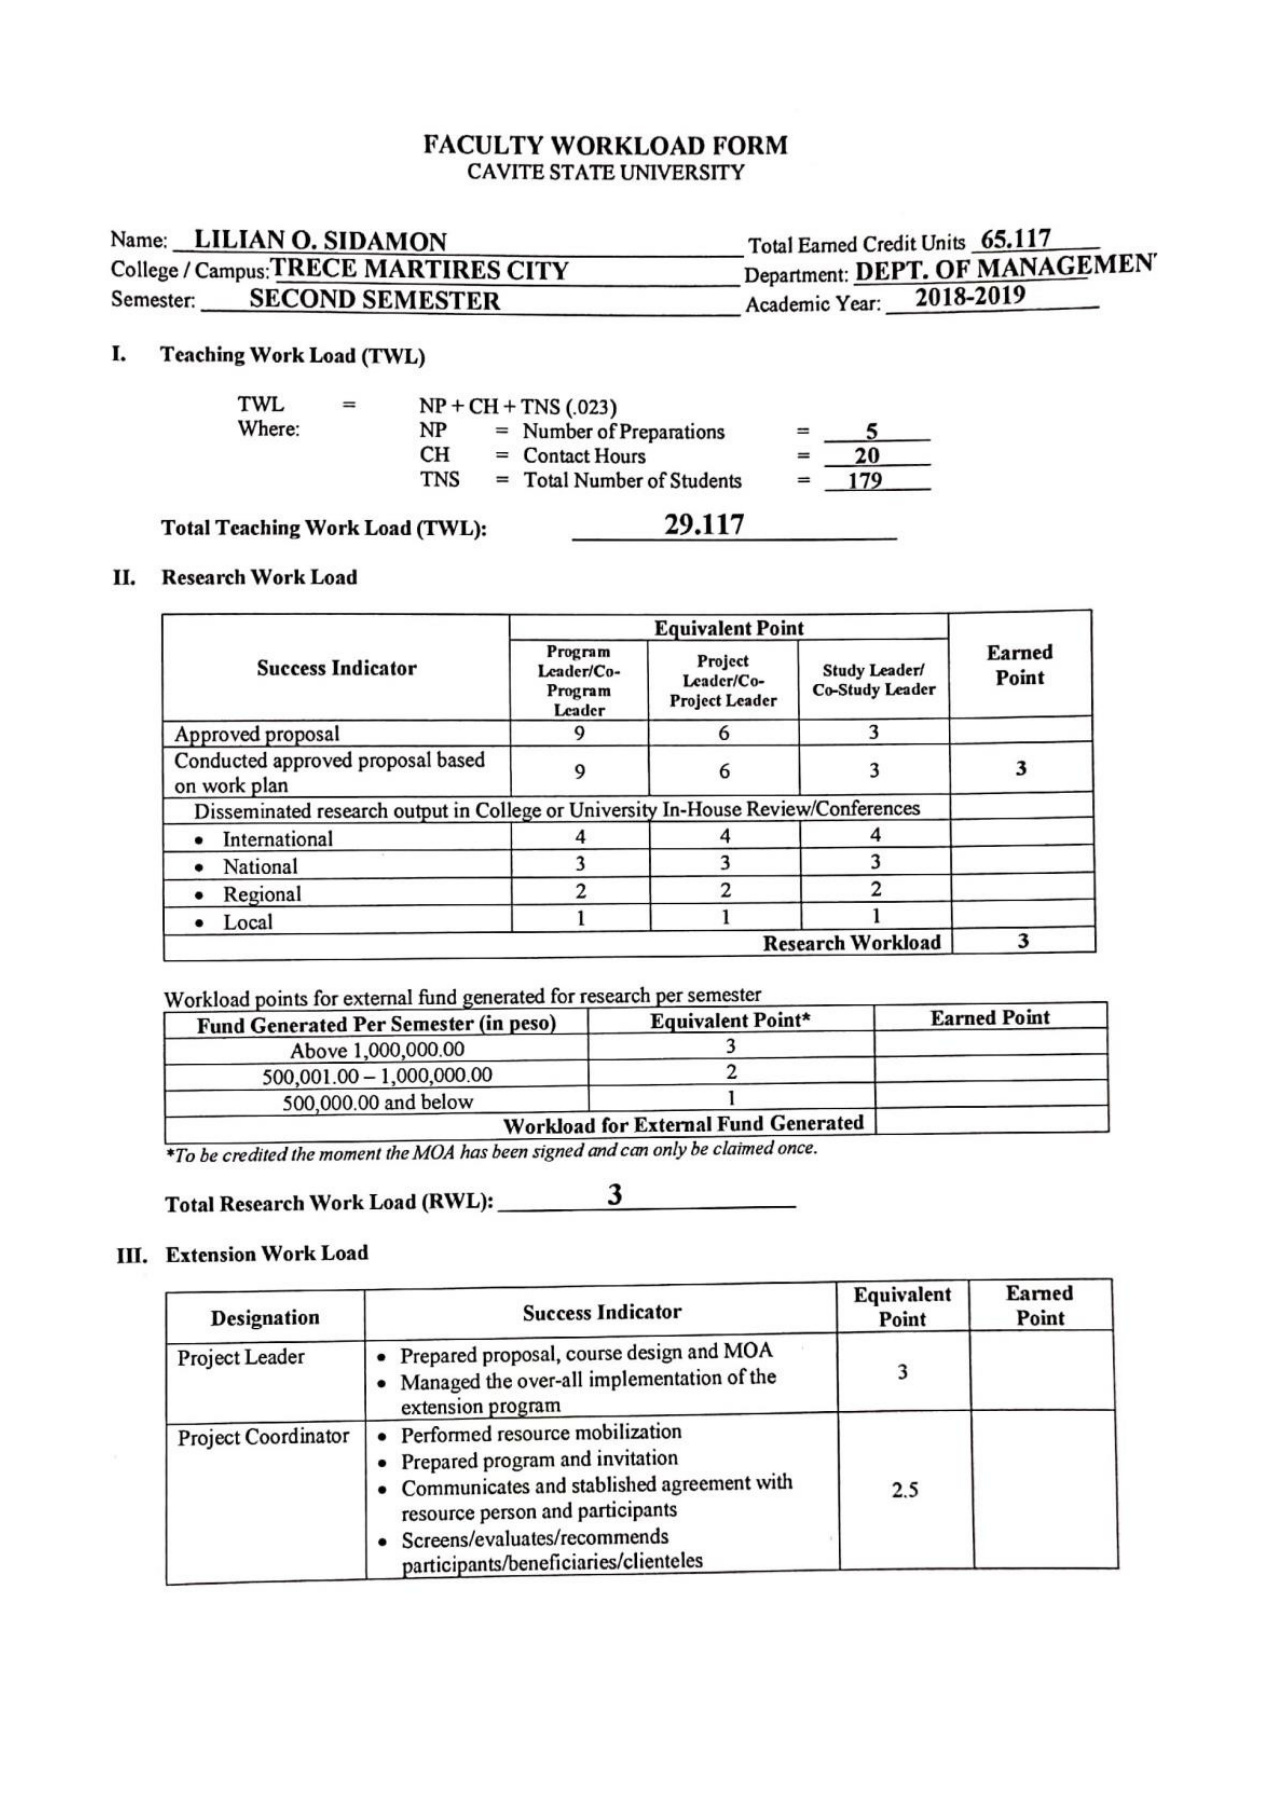 FACULTY WORKLOAD FORM
CAVITE STATE UNIVERSITY
Name: LILIAN O. SIDAMON Total Earned Credit Units 65.117
College / Campus: TRECE MARTIRES CITY Department: DEPT. OF MANAGEMEN
Semester: SECOND SEMESTER Academic Year: 2018-2019
I. Teaching Work Load (TWL)
TWL = NP + CH + TNS (.023)
Where: NP = Number of Preparations = 5
CH = Contact Hours = 20
TNS = Total Number of Students = 179
Total Teaching Work Load (TWL): 29.117
II. Research Work Load
Success Indicator Equivalent Point Earned Point
Program Leader/Co-Program Leader Project Leader/Co-Project Leader Study Leader/ Co-Study Leader
Approved proposal 9 6 3
Conducted approved proposal based on work plan 9 6 3 3
Disseminated research output in College or University In-House Review/Conferences
• International 4 4 4
• National 3 3 3
• Regional 2 2 2
• Local 1 1 1
Research Workload 3
Workload points for external fund generated for research per semester
Fund Generated Per Semester (in peso) Equivalent Point* Earned Point
Above 1,000,000.00 3
500,001.00 – 1,000,000.00 2
500,000.00 and below 1
Workload for External Fund Generated
*To be credited the moment the MOA has been signed and can only be claimed once.
Total Research Work Load (RWL): 3
III. Extension Work Load
Designation Success Indicator Equivalent Point Earned Point
Project Leader • Prepared proposal, course design and MOA
• Managed the over-all implementation of the
extension program 3
Project Coordinator • Performed resource mobilization
• Prepared program and invitation
• Communicates and stablished agreement with
resource person and participants 2.5
• Screens/evaluates/recommends
participants/beneficiaries/clienteles